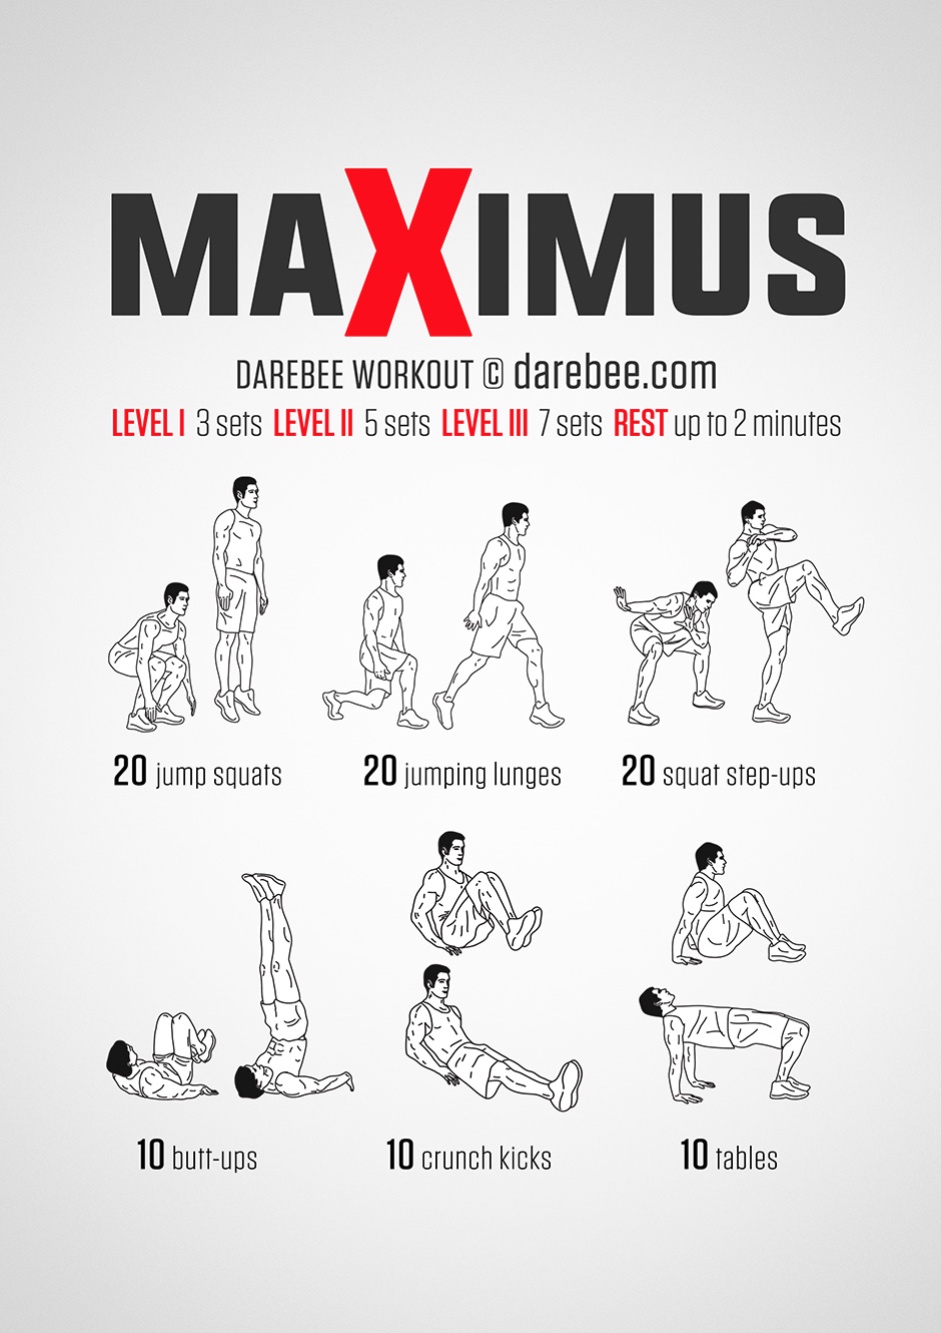 MAXIMUS
DAREBEE WORKOUT © darebee.com
LEVEL I 3 sets LEVEL II 5 sets LEVEL III 7 sets REST up to 2 minutes
20 jump squats
20 jumping lunges
20 squat step-ups
10 butt-ups
10 crunch kicks
10 tables